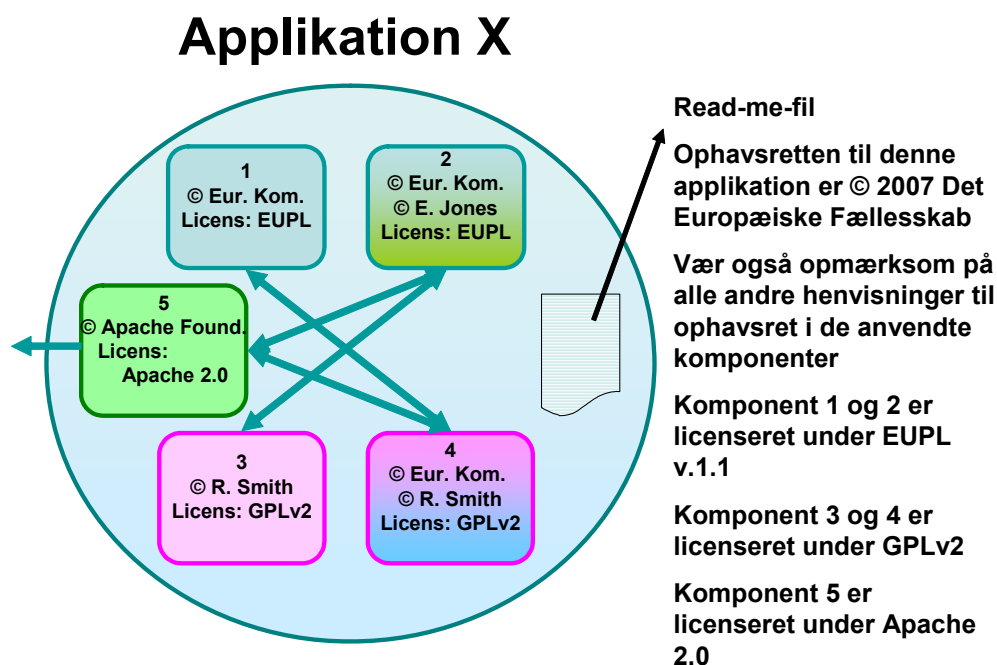 Applikation X
1
© Eur. Kom.
Licens: EUPL
2
© Eur. Kom.
© E. Jones
Licens: EUPL
5
© Apache Found.
Licens:
Apache 2.0
3
© R. Smith
Licens: GPLv2
4
© Eur. Kom.
© R. Smith
Licens: GPLv2
Read-me-fil
Ophavsretten til denne
applikation er © 2007 Det
Europæiske Fællesskab
Vær også opmærksom på
alle andre henvisninger til
ophavsret i de anvendte
komponenter
Komponent 1 og 2 er
licenseret under EUPL
v.1.1
Komponent 3 og 4 er
licenseret under GPLv2
Komponent 5 er
licenseret under Apache
2.0